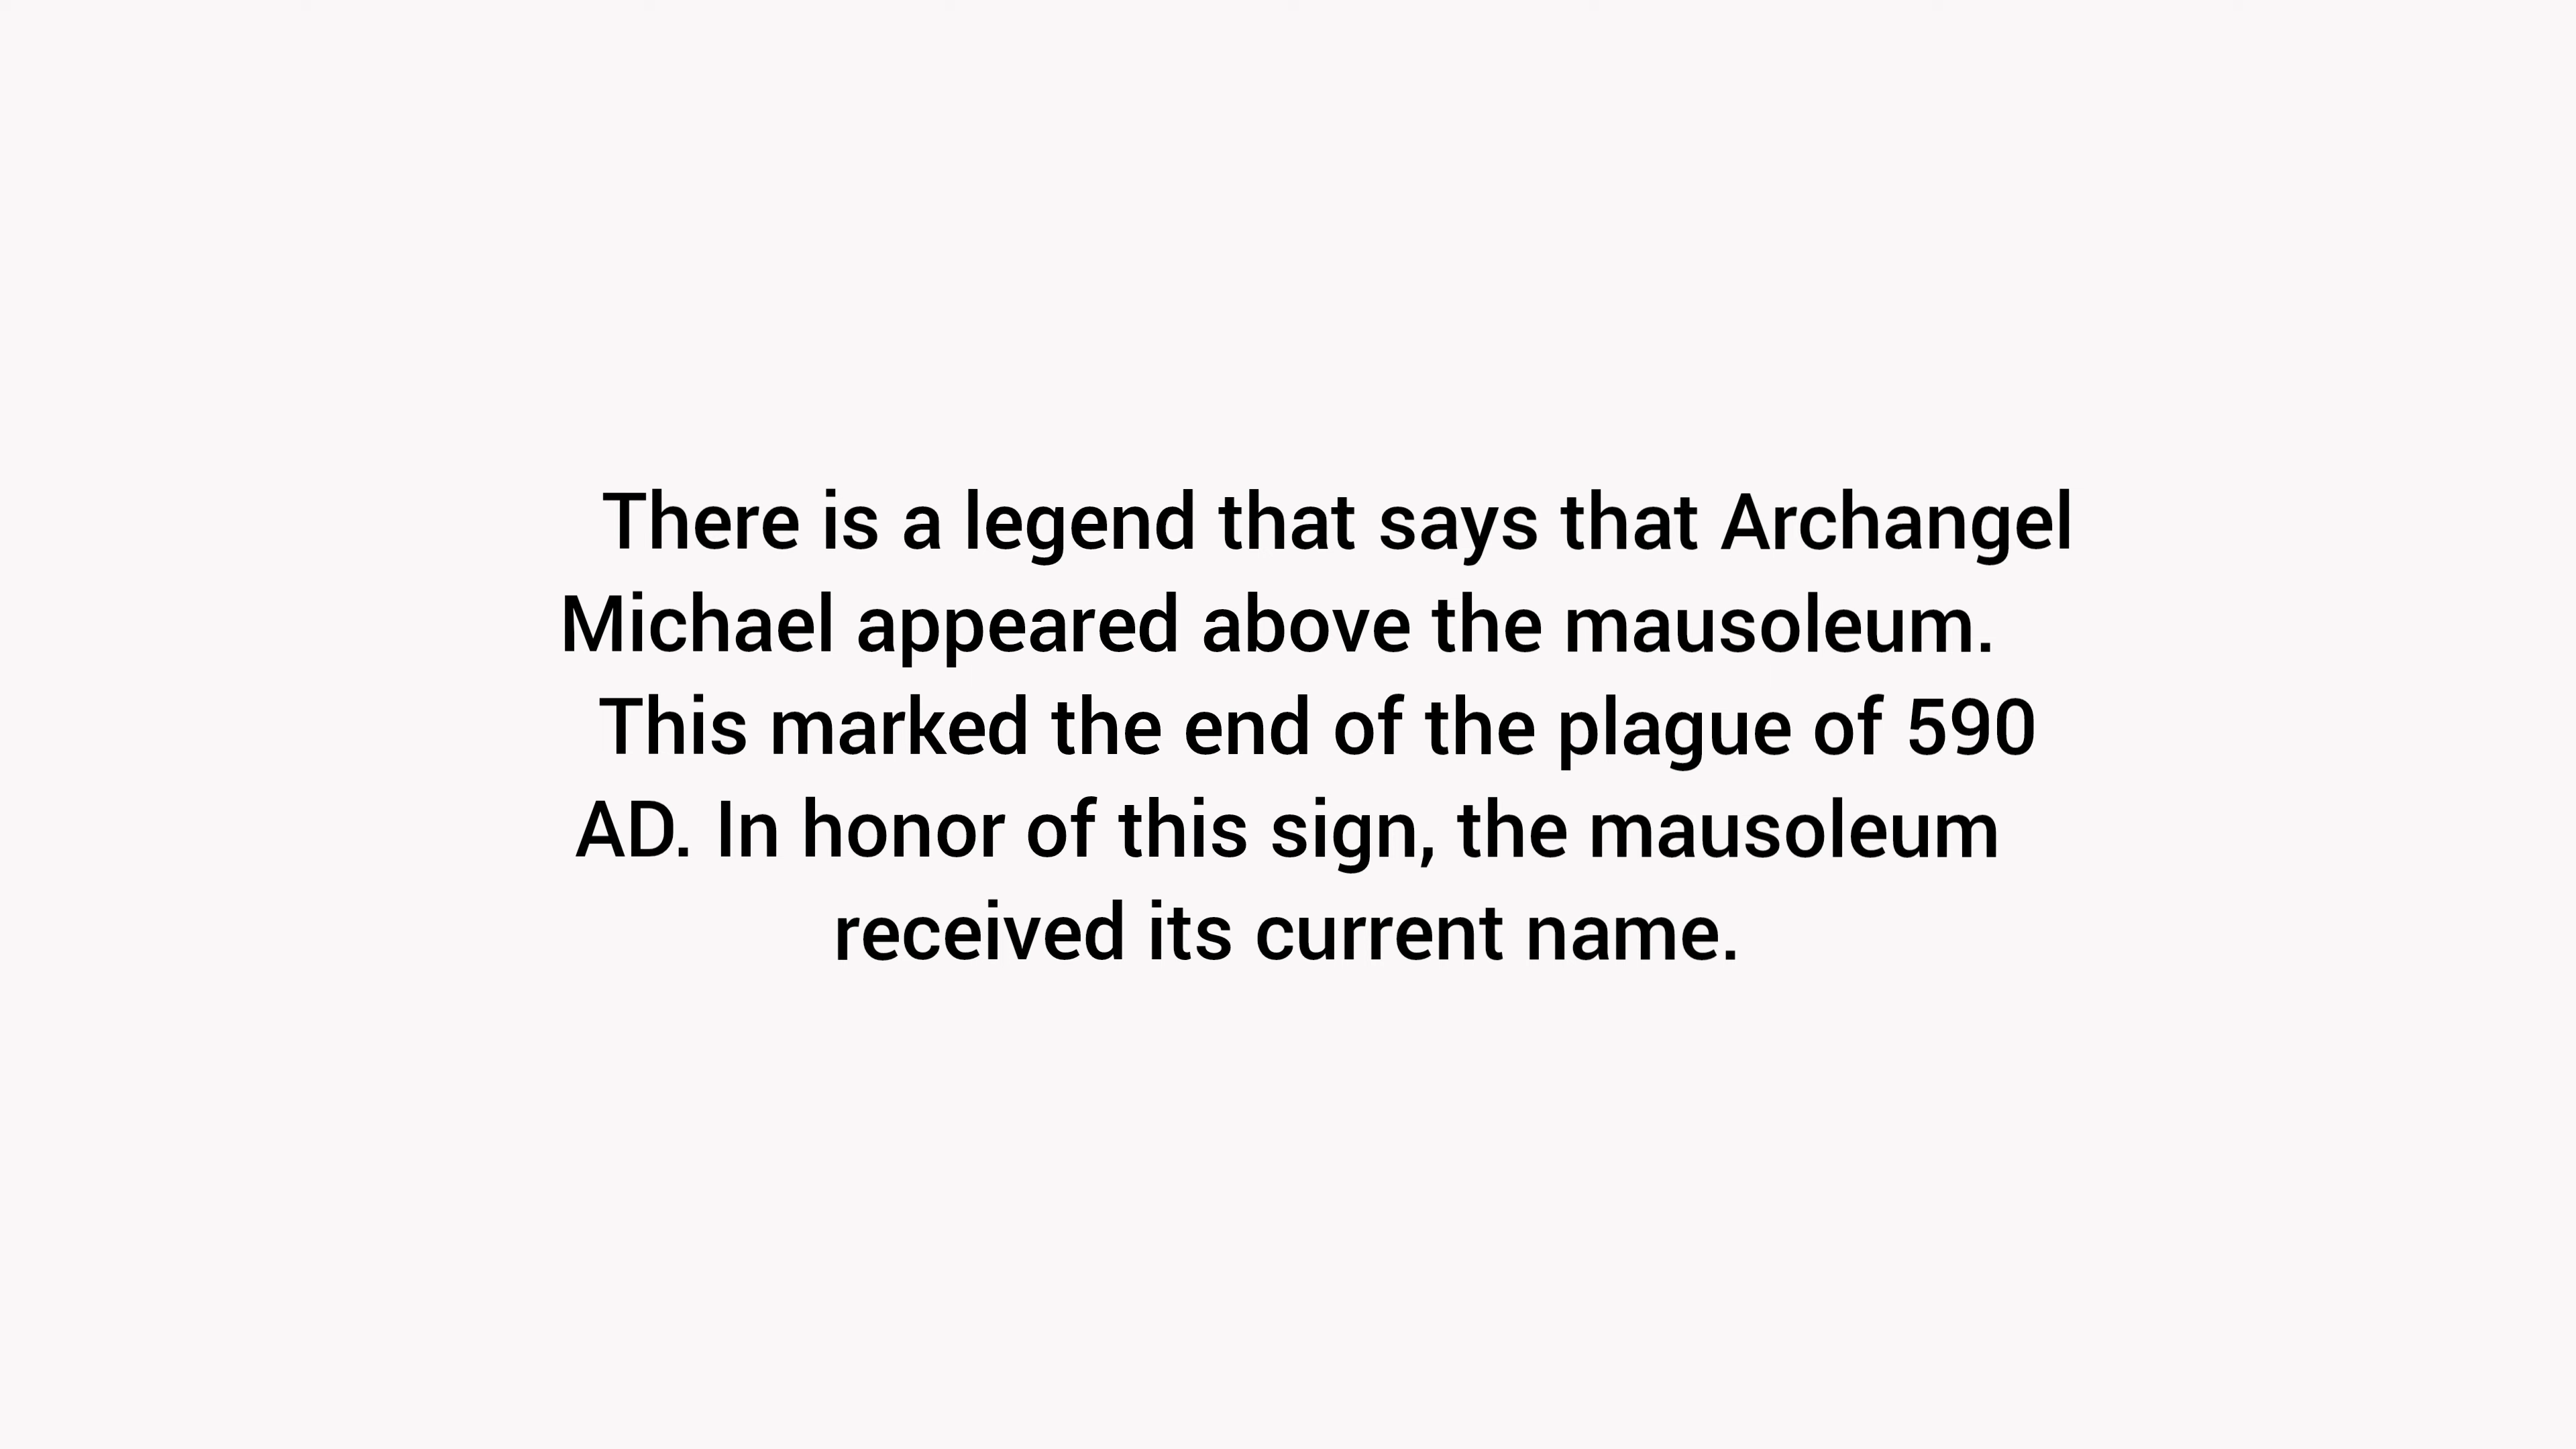 There is a legend that says that Archangel
Michael appeared above the mausoleum.
This marked the end of the plague of 590
AD. In honor of this sign, the mausoleum
received its current name.